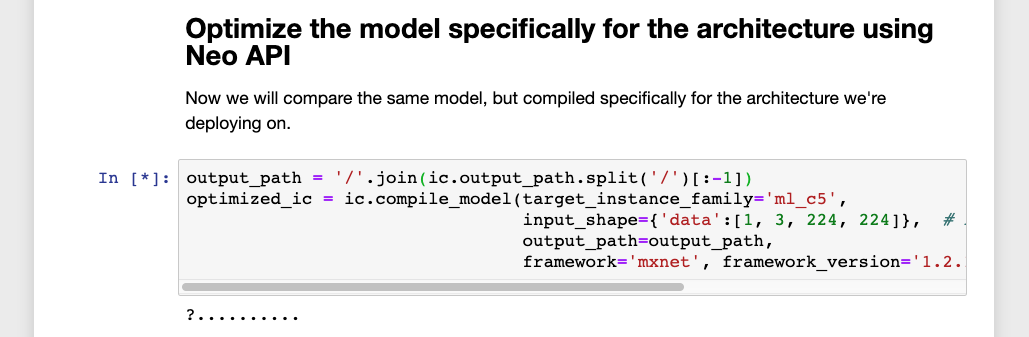 Optimize the model specifically for the architecture using
Neo API
Now we will compare the same model, but compiled specifically for the architecture we're
deploying on.
In [*]: output_path = '/'.join(ic.output_path.split('/')[:-1])
optimized_ic = ic.compile_model(target_instance_family='ml_c5',
input_shape={'data':[1, 3, 224, 224]}, #
output_path=output_path,
framework='mxnet', framework_version='1.2.
?..........